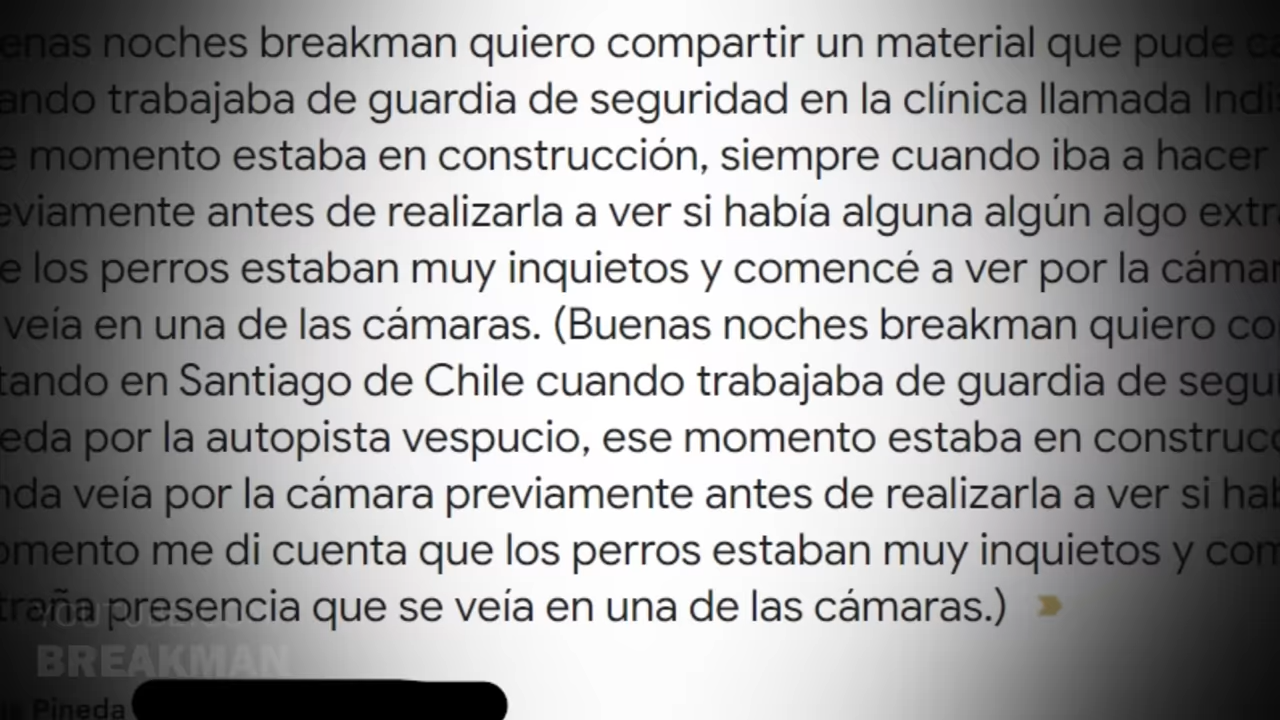 enas noches breakman quiero compartir un material que pude ca
ando trabajaba de guardia de seguridad en la clínica llamada Indi
e momento estaba en construcción, siempre cuando iba a hacer
eviamente antes de realizarla a ver si había alguna algún algo extr
e los perros estaban muy inquietos y comencé a ver por la cámar
veía en una de las cámaras. (Buenas noches breakman quiero co
tando en Santiago de Chile cuando trabajaba de guardia de segur
eda por la autopista vespucio, ese momento estaba en construcc
nda veía por la cámara previamente antes de realizarla a ver si hab
omento me di cuenta que los perros estaban muy inquietos y com
traña presencia que se veía en una de las cámaras.)
BREAKMAN
Pineda